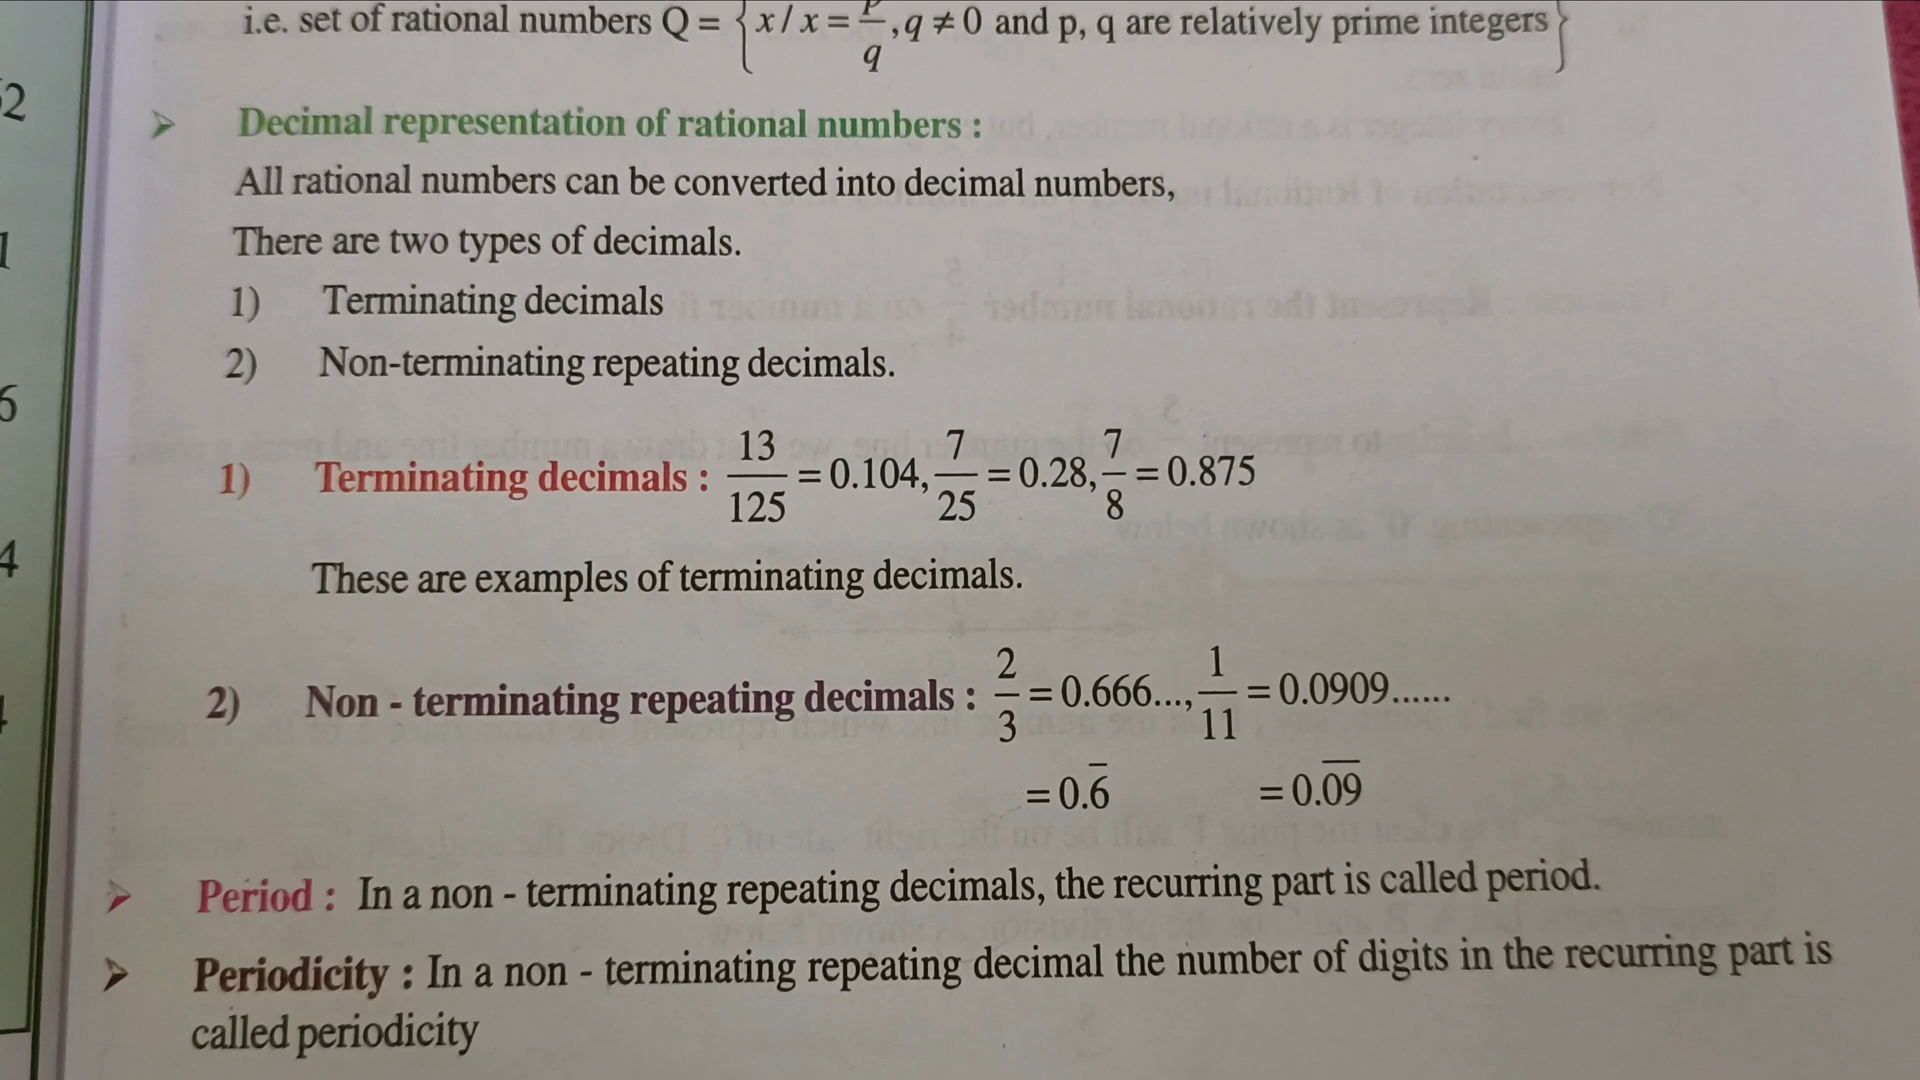 i.e. set of rational numbers Q = { x / x = p/q , q ≠ 0 and p, q are relatively prime integers }
➤ Decimal representation of rational numbers :
All rational numbers can be converted into decimal numbers,
There are two types of decimals.
1) Terminating decimals
2) Non-terminating repeating decimals.
1) Terminating decimals : 13/125 = 0.104, 7/25 = 0.28, 7/8 = 0.875
These are examples of terminating decimals.
2) Non - terminating repeating decimals : 2/3 = 0.666..., 1/11 = 0.0909......
= 0.6̅ = 0.0̅9̅
➤ Period : In a non - terminating repeating decimals, the recurring part is called period.
➤ Periodicity : In a non - terminating repeating decimal the number of digits in the recurring part is
called periodicity